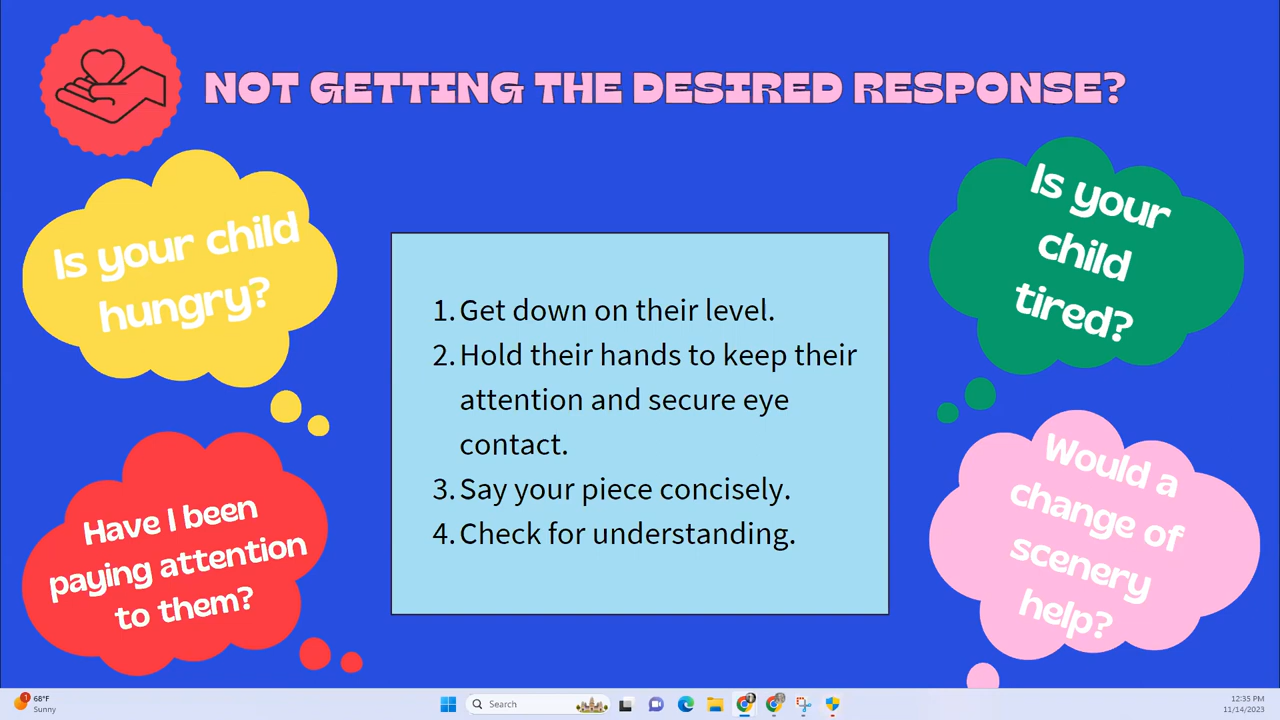 NOT GETTING THE DESIRED RESPONSE?
Is your child
hungry?
Is your
child
tired?
1. Get down on their level.
2. Hold their hands to keep their
attention and secure eye
contact.
3. Say your piece concisely.
4. Check for understanding.
Have I been
paying attention
to them?
Would a
change of
scenery
help?
1
68°F
Sunny
Search
12:35 PM
11/14/2023